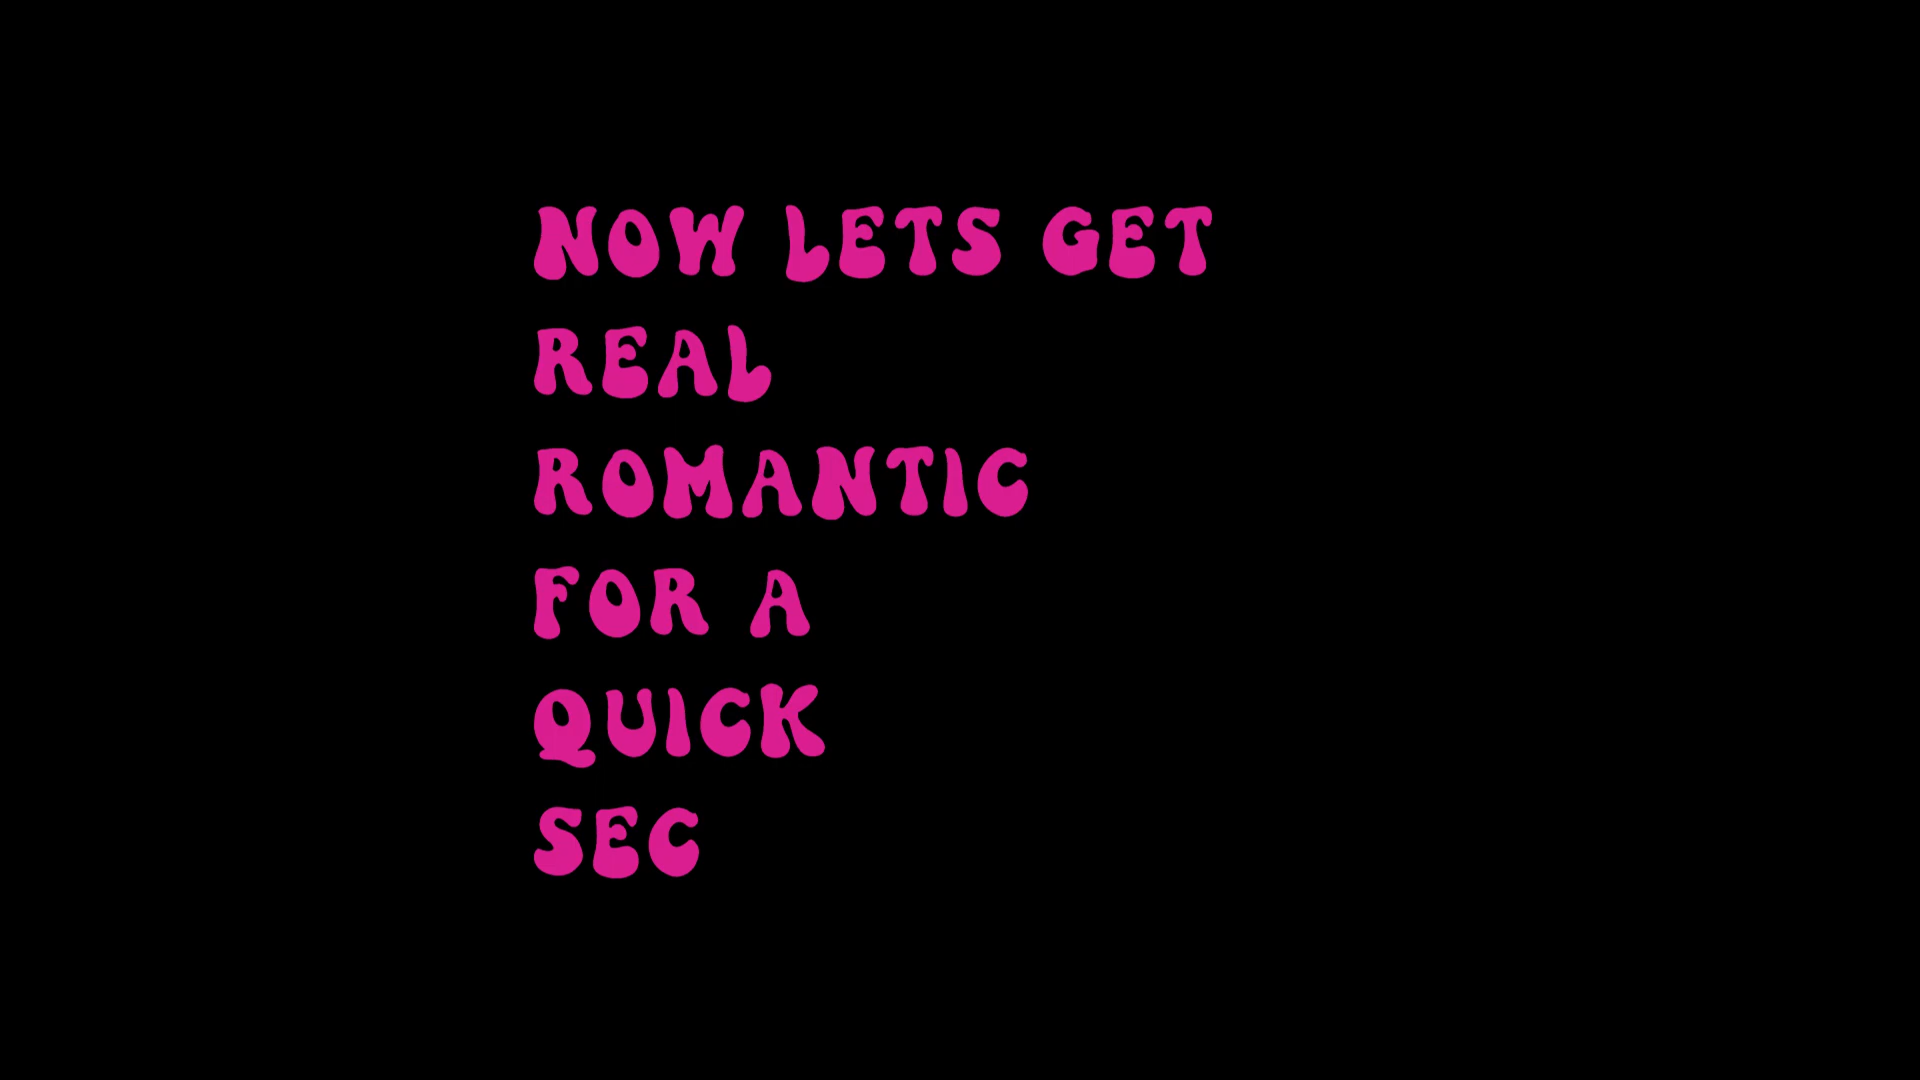 NOW LETS GET
REAL
ROMANTIC
FOR A
QUICK
SEC